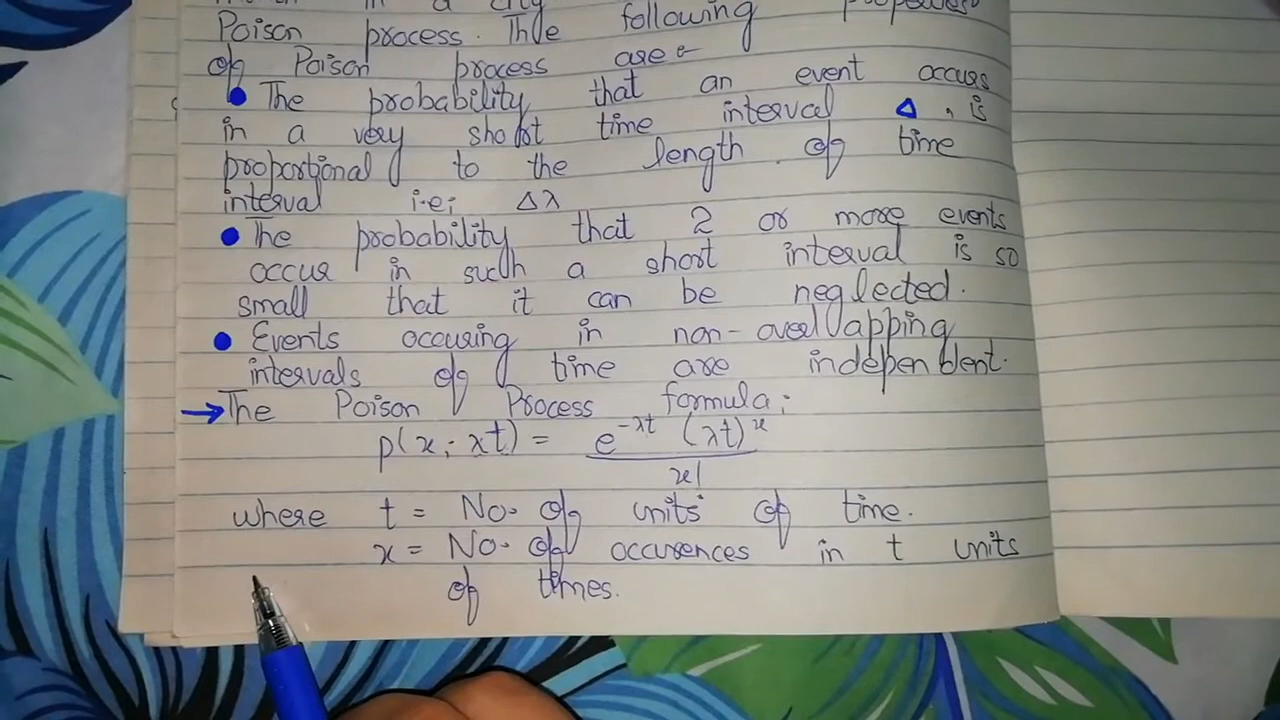 in a city
Poison process. The following
of Poison process are:-
• The probability that an event occurs
in a very short time interval Δ, is
proportional to the length of time
interval i.e; Δλ
• The probability that 2 or more events
occur in such a short interval is so
small that it can be neglected.
• Events occuring in non-overlapping
intervals of time are independent.
→ The Poison Process formula;
p(x; λt) = e^-λt (λt)^x / x!
where t = No. of units of time.
x = No. of occurences in t units
of times.